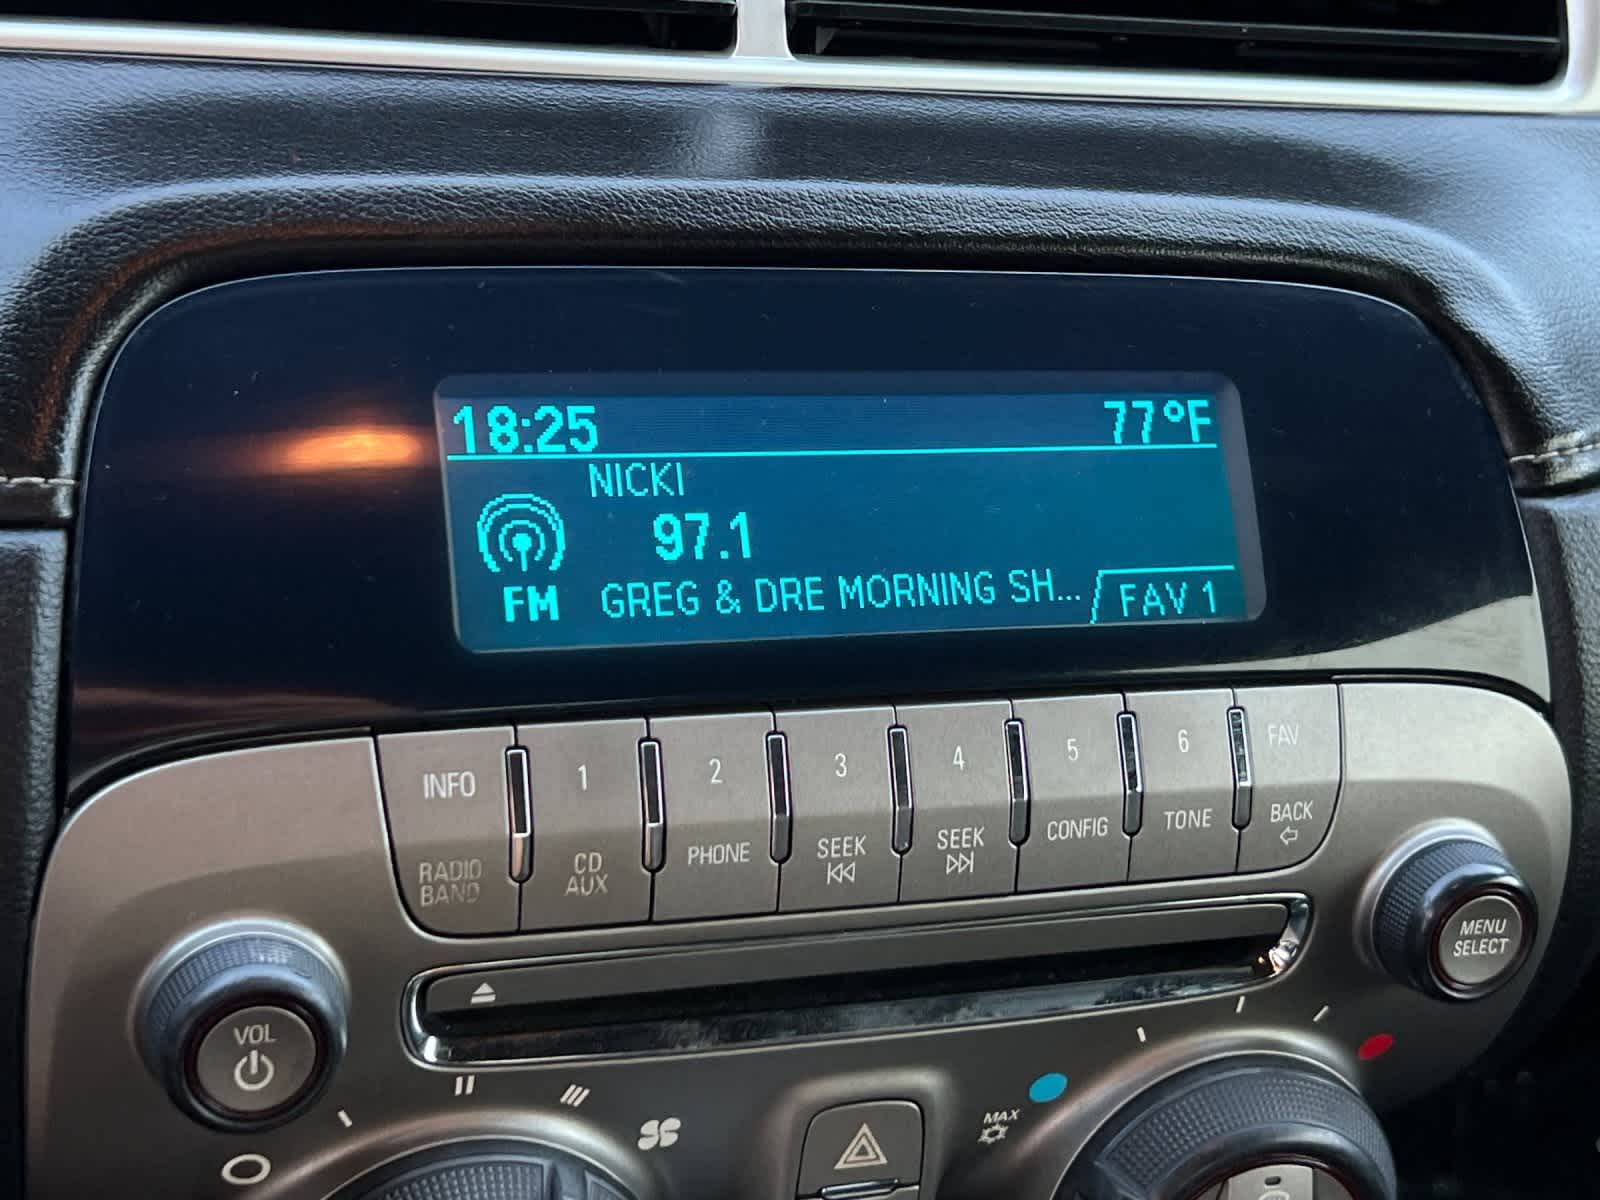 18:25 77°F
NICKI
97.1
FM GREG & DRE MORNING SH... FAV 1
INFO 1 2 3 4 5 6 FAV
RADIO BAND CD AUX PHONE SEEK SEEK CONFIG TONE BACK
MENU
SELECT
VOL
MAX